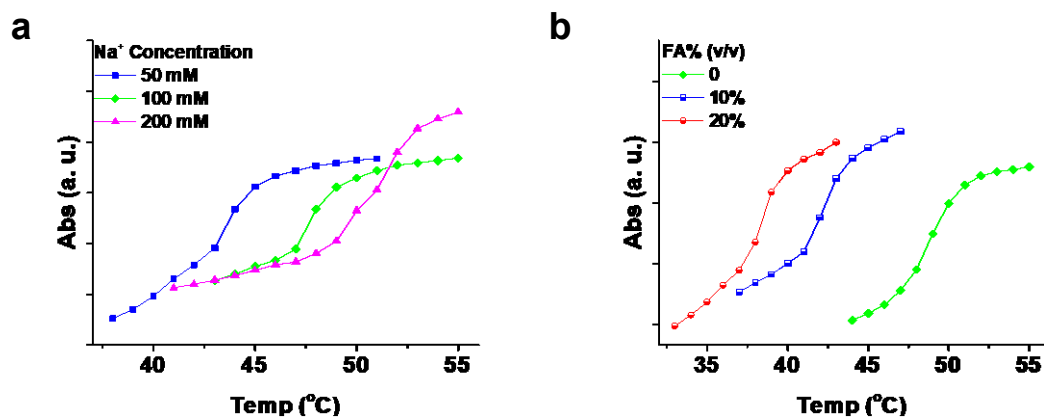 a
Na+ Concentration
50 mM
100 mM
200 mM
Abs (a. u.)
40 45 50 55
Temp (oC)
b
FA% (v/v)
0
10%
20%
Abs (a. u.)
35 40 45 50 55
Temp (oC)